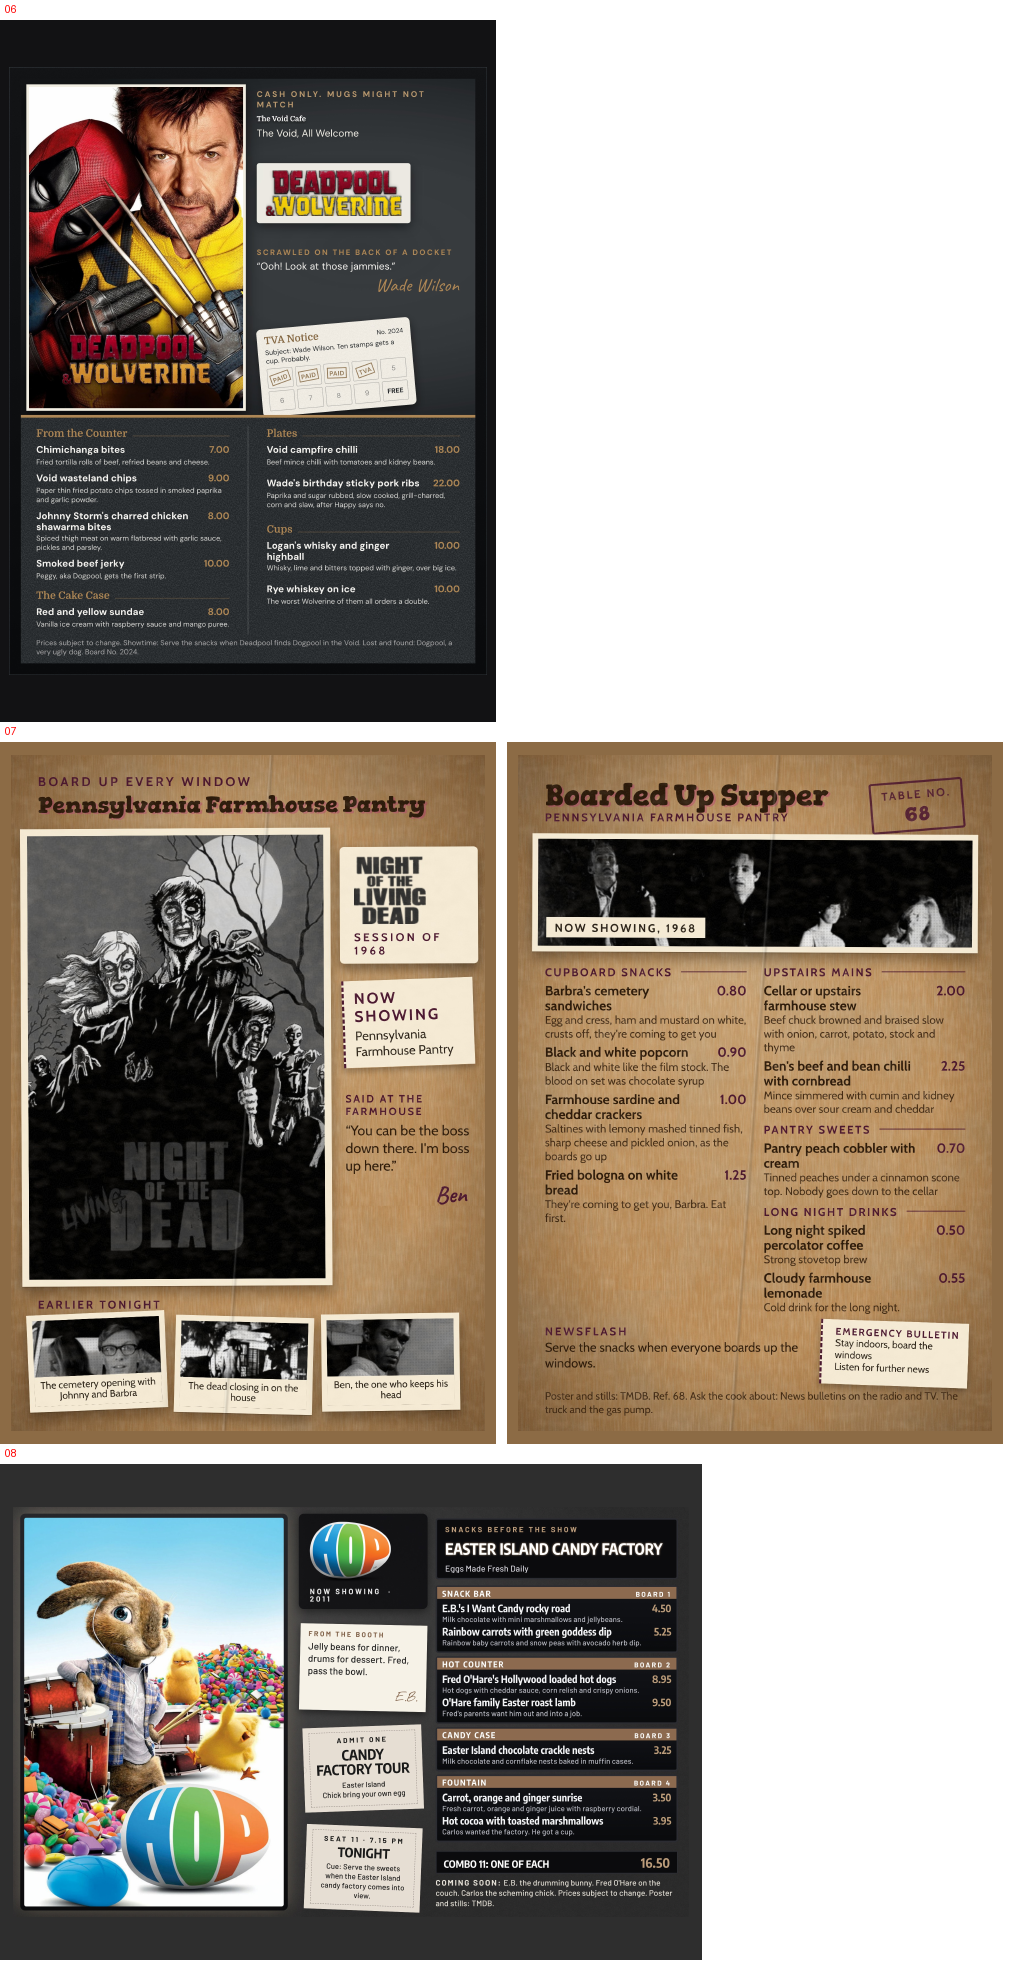 06
CASH ONLY. MUGS MIGHT NOT
MATCH
The Void Cafe
The Void, All Welcome
DEADPOOL
&WOLVERINE
SCRAWLED ON THE BACK OF A DOCKET
“Ooh! Look at those jammies.”
Wade Wilson
TVA Notice
No. 2024
Subject: Wade Wilson. Ten stamps gets a
cup. Probably.
PAID PAID PAID TVA 5
6 7 8 9 FREE
DEADPOOL
&WOLVERINE
From the Counter
Chimichanga bites 7.00
Fried tortilla rolls of beef, refried beans and cheese.
Void wasteland chips 9.00
Paper thin fried potato chips tossed in smoked paprika
and garlic powder.
Johnny Storm's charred chicken 8.00
shawarma bites
Spiced thigh meat on warm flatbread with garlic sauce,
pickles and parsley.
Smoked beef jerky 10.00
Peggy, aka Dogpool, gets the first strip.
The Cake Case
Red and yellow sundae 8.00
Vanilla ice cream with raspberry sauce and mango puree.
Plates
Void campfire chilli 18.00
Beef mince chilli with tomatoes and kidney beans.
Wade's birthday sticky pork ribs 22.00
Paprika and sugar rubbed, slow cooked, grill-charred,
corn and slaw, after Happy says no.
Cups
Logan's whisky and ginger 10.00
highball
Whisky, lime and bitters topped with ginger, over big ice.
Rye whiskey on ice 10.00
The worst Wolverine of them all orders a double.
Prices subject to change. Showtime: Serve the snacks when Deadpool finds Dogpool in the Void. Lost and found: Dogpool, a
very ugly dog. Board No. 2024.
07
BOARD UP EVERY WINDOW
Pennsylvania Farmhouse Pantry
NIGHT
OF THE
LIVING
DEAD
SESSION OF
1968
NOW
SHOWING
Pennsylvania
Farmhouse Pantry
SAID AT THE
FARMHOUSE
“You can be the boss
down there. I'm boss
up here.”
Ben
NIGHT
OF THE
LIVING
DEAD
EARLIER TONIGHT
The cemetery opening with
Johnny and Barbra
The dead closing in on the
house
Ben, the one who keeps his
head
Boarded Up Supper
PENNSYLVANIA FARMHOUSE PANTRY
TABLE NO.
68
NOW SHOWING, 1968
CUPBOARD SNACKS
Barbra's cemetery 0.80
sandwiches
Egg and cress, ham and mustard on white,
crusts off, they're coming to get you
Black and white popcorn 0.90
Black and white like the film stock. The
blood on set was chocolate syrup
Farmhouse sardine and 1.00
cheddar crackers
Saltines with lemony mashed tinned fish,
sharp cheese and pickled onion, as the
boards go up
Fried bologna on white 1.25
bread
They're coming to get you, Barbra. Eat
first.
UPSTAIRS MAINS
Cellar or upstairs 2.00
farmhouse stew
Beef chuck browned and braised slow
with onion, carrot, potato, stock and
thyme
Ben's beef and bean chilli 2.25
with cornbread
Mince simmered with cumin and kidney
beans over sour cream and cheddar
PANTRY SWEETS
Pantry peach cobbler with 0.70
cream
Tinned peaches under a cinnamon scone
top. Nobody goes down to the cellar
LONG NIGHT DRINKS
Long night spiked 0.50
percolator coffee
Strong stovetop brew
Cloudy farmhouse 0.55
lemonade
Cold drink for the long night.
NEWSFLASH
Serve the snacks when everyone boards up the
windows.
EMERGENCY BULLETIN
Stay indoors, board the
windows
Listen for further news
Poster and stills: TMDB. Ref. 68. Ask the cook about: News bulletins on the radio and TV. The
truck and the gas pump.
08
HOP
HOP
NOW SHOWING ·
2011
FROM THE BOOTH
Jelly beans for dinner,
drums for dessert. Fred,
pass the bowl.
E.B.
ADMIT ONE
CANDY
FACTORY TOUR
Easter Island
Chick bring your own egg
SEAT 11 · 7.15 PM
TONIGHT
Cue: Serve the sweets
when the Easter Island
candy factory comes into
view.
SNACKS BEFORE THE SHOW
EASTER ISLAND CANDY FACTORY
Eggs Made Fresh Daily
SNACK BAR BOARD 1
E.B.'s I Want Candy rocky road 4.50
Milk chocolate with mini marshmallows and jellybeans.
Rainbow carrots with green goddess dip 5.25
Rainbow baby carrots and snow peas with avocado herb dip.
HOT COUNTER BOARD 2
Fred O'Hare's Hollywood loaded hot dogs 8.95
Hot dogs with cheddar sauce, corn relish and crispy onions.
O'Hare family Easter roast lamb 9.50
Fred's parents want him out and into a job.
CANDY CASE BOARD 3
Easter Island chocolate crackle nests 3.25
Milk chocolate and cornflake nests baked in muffin cases.
FOUNTAIN BOARD 4
Carrot, orange and ginger sunrise 3.50
Fresh carrot, orange and ginger juice with raspberry cordial.
Hot cocoa with toasted marshmallows 3.95
Carlos wanted the factory. He got a cup.
COMBO 11: ONE OF EACH 16.50
COMING SOON: E.B. the drumming bunny. Fred O'Hare on the
couch. Carlos the scheming chick. Prices subject to change. Poster
and stills: TMDB.